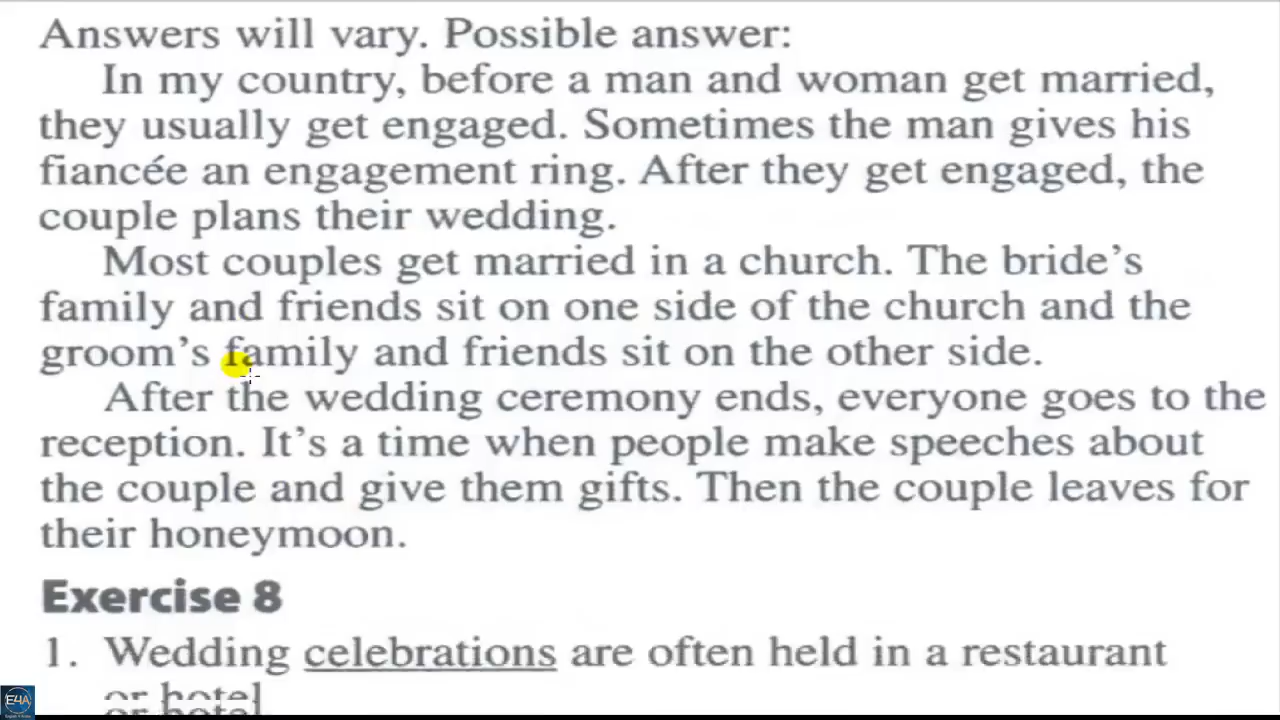 Answers will vary. Possible answer:
In my country, before a man and woman get married,
they usually get engaged. Sometimes the man gives his
fiancée an engagement ring. After they get engaged, the
couple plans their wedding.
Most couples get married in a church. The bride's
family and friends sit on one side of the church and the
groom's family and friends sit on the other side.
After the wedding ceremony ends, everyone goes to the
reception. It's a time when people make speeches about
the couple and give them gifts. Then the couple leaves for
their honeymoon.
Exercise 8
1. Wedding celebrations are often held in a restaurant
or hotel
E4A